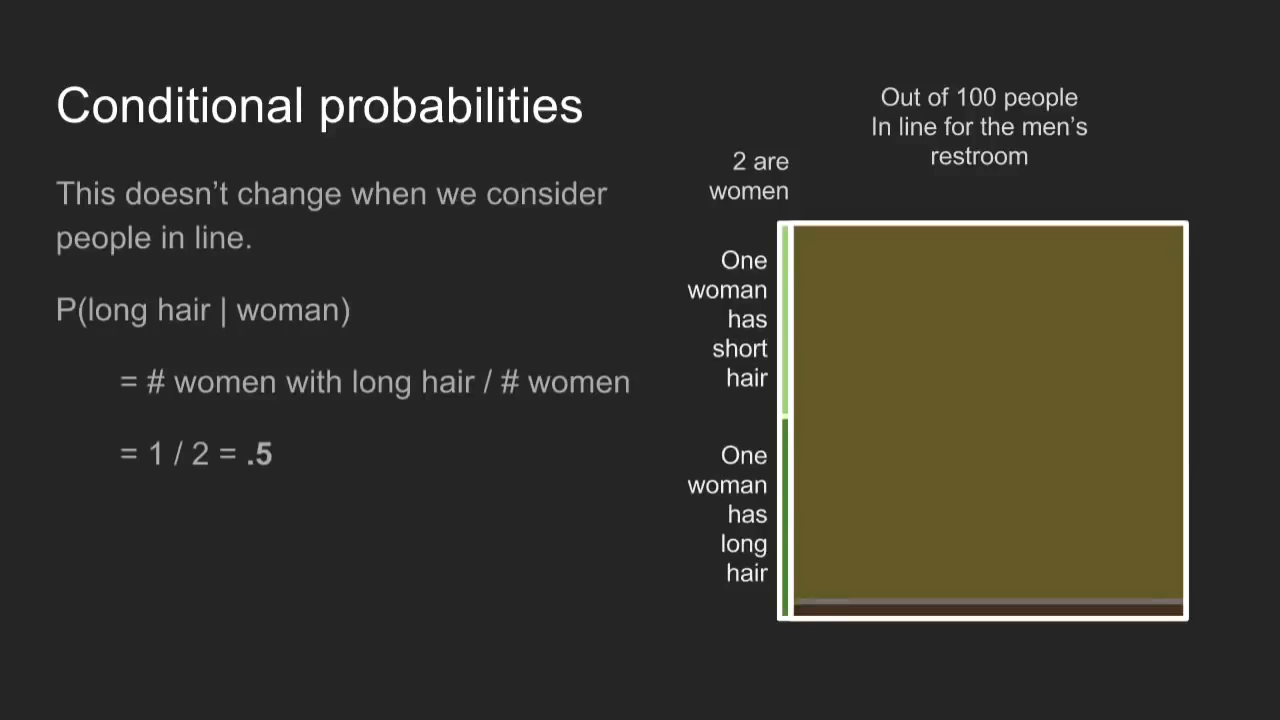 Conditional probabilities
This doesn’t change when we consider
people in line.
P(long hair | woman)
= # women with long hair / # women
= 1 / 2 = .5
Out of 100 people
In line for the men’s
restroom
2 are
women
One
woman
has
short
hair
One
woman
has
long
hair